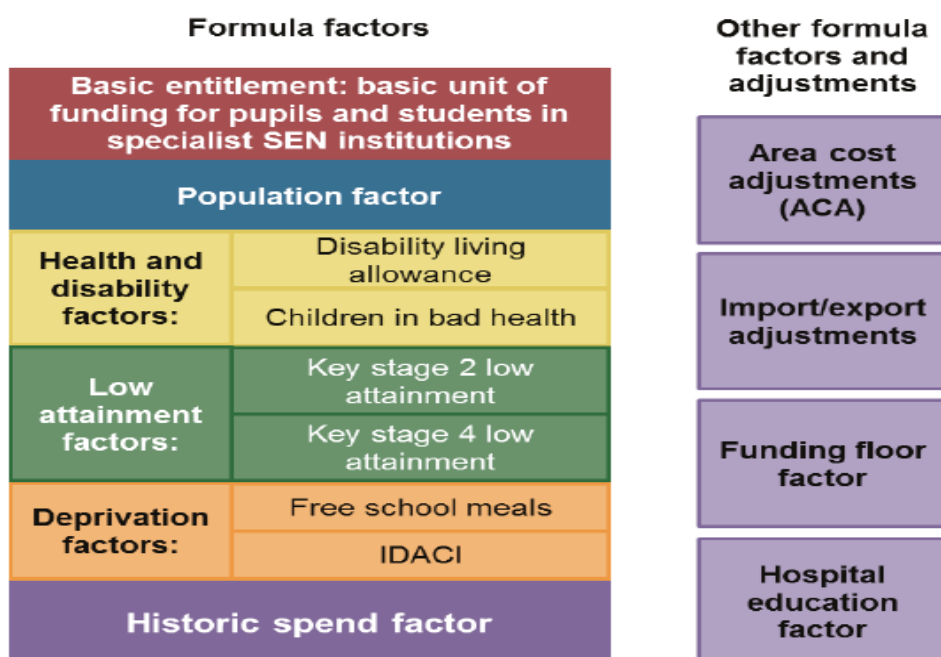 Formula factors
Basic entitlement: basic unit of
funding for pupils and students in
specialist SEN institutions
Population factor
Health and
disability
factors:
Disability living
allowance
Children in bad health
Low
attainment
factors:
Key stage 2 low
attainment
Key stage 4 low
attainment
Deprivation
factors:
Free school meals
IDACI
Historic spend factor
Other formula
factors and
adjustments
Area cost
adjustments
(ACA)
Import/export
adjustments
Funding floor
factor
Hospital
education
factor